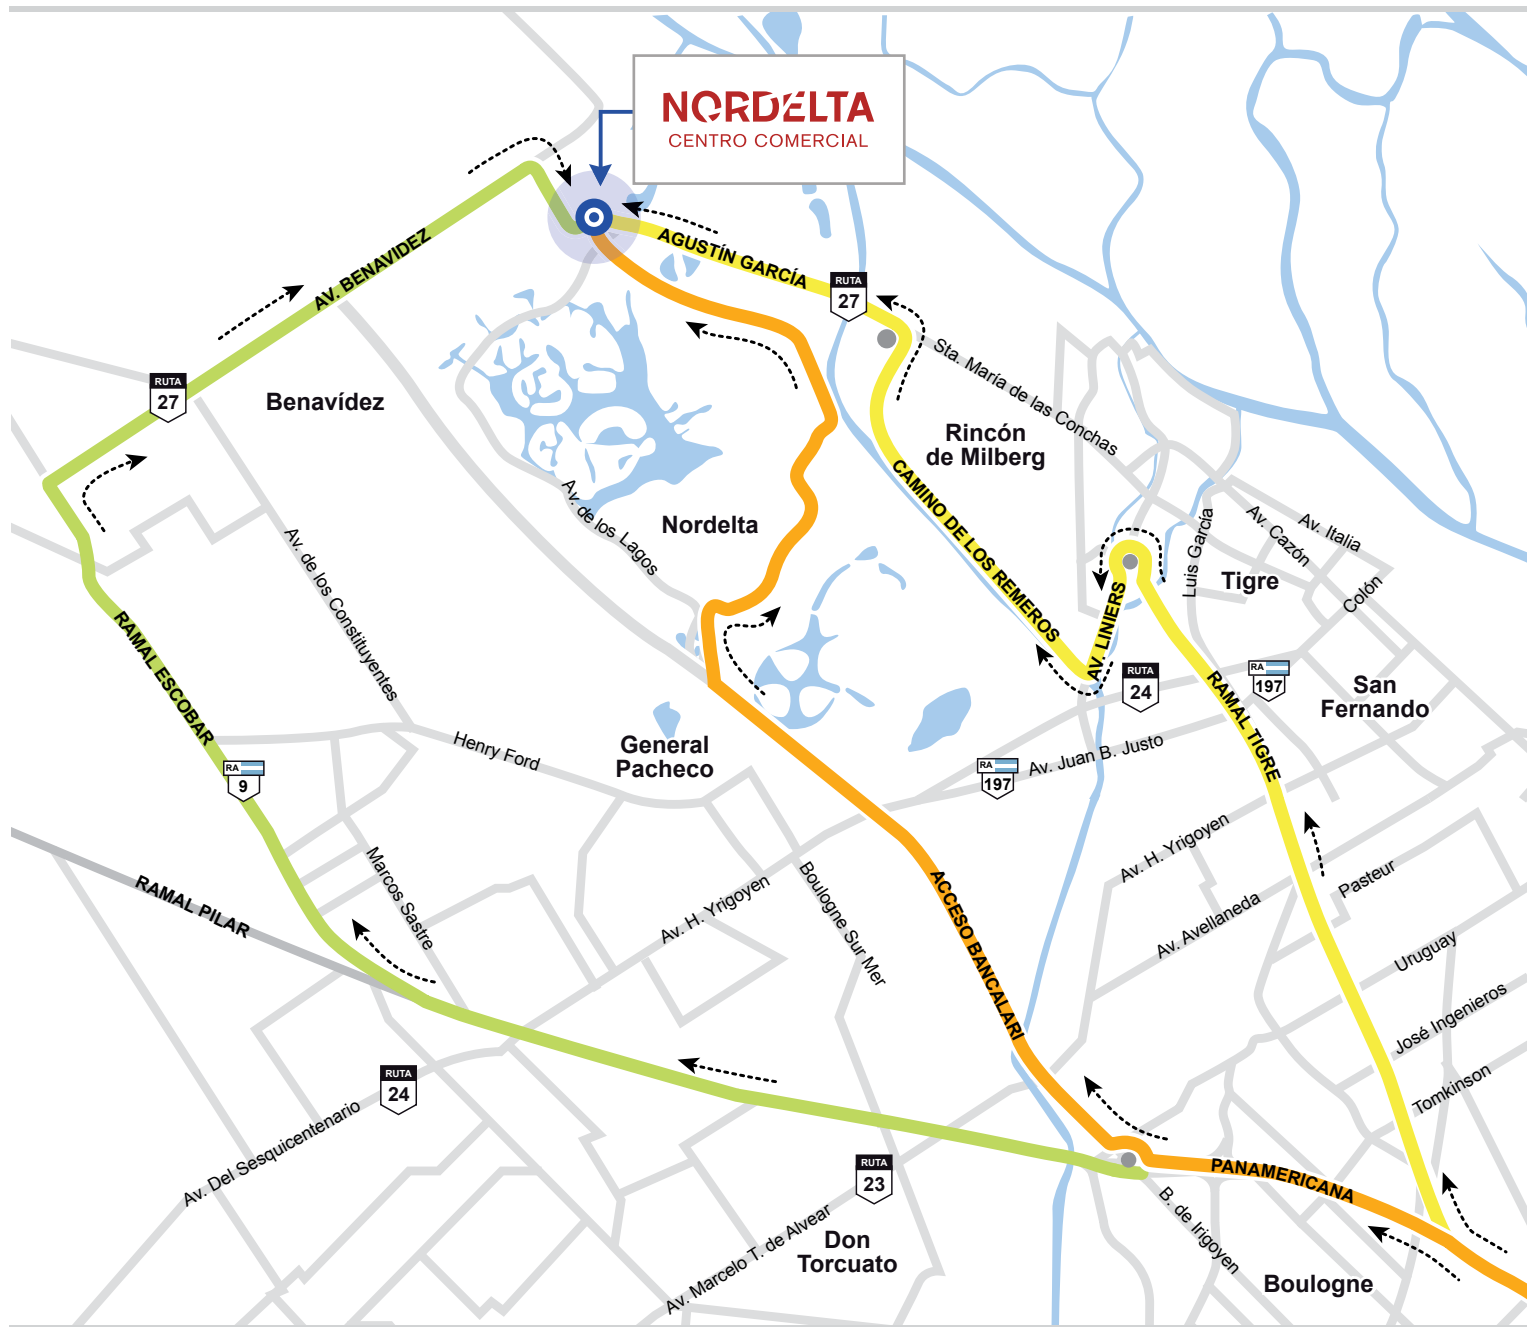 NORDELTA
CENTRO COMERCIAL
AV. BENAVIDEZ
AGUSTÍN GARCÍA
RUTA
27
RUTA
27
Benavídez
Sta. María de las Conchas
Rincón
de Milberg
CAMINO DE LOS REMEROS
Av. de los Lagos
Nordelta
Av. de los Constituyentes
Luis García
Av. Cazón
Av. Italia
Tigre
Colón
AV. LINIERS
RAMAL ESCOBAR
RUTA
24
RA
197
San
Fernando
RAMAL TIGRE
Henry Ford
General
Pacheco
RA
9
RA
197
Av. Juan B. Justo
Av. H. Yrigoyen
Marcos Sastre
RAMAL PILAR
Av. H. Yrigoyen
Boulogne Sur Mer
ACCESO BANCALARI
Av. Avellaneda
Pasteur
Uruguay
José Ingenieros
Tomkinson
RUTA
24
Av. Del Sesquicentenario
RUTA
23
Av. Marcelo T. de Alvear
PANAMERICANA
B. de Irigoyen
Don
Torcuato
Boulogne